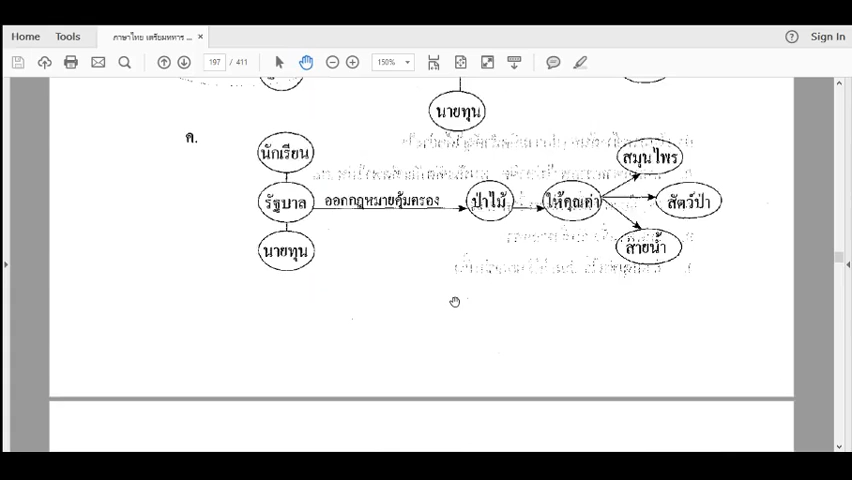 Home Tools ภาษาไทย เตรียมทหาร ... × Sign In
197 / 411 150%
นายทุน
ค.
นักเรียน
สมุนไพร
รัฐบาล ออกกฎหมายคุ้มครอง ป่าไม้ ให้คุณค่า สัตว์ป่า
นายทุน
สายน้ำ